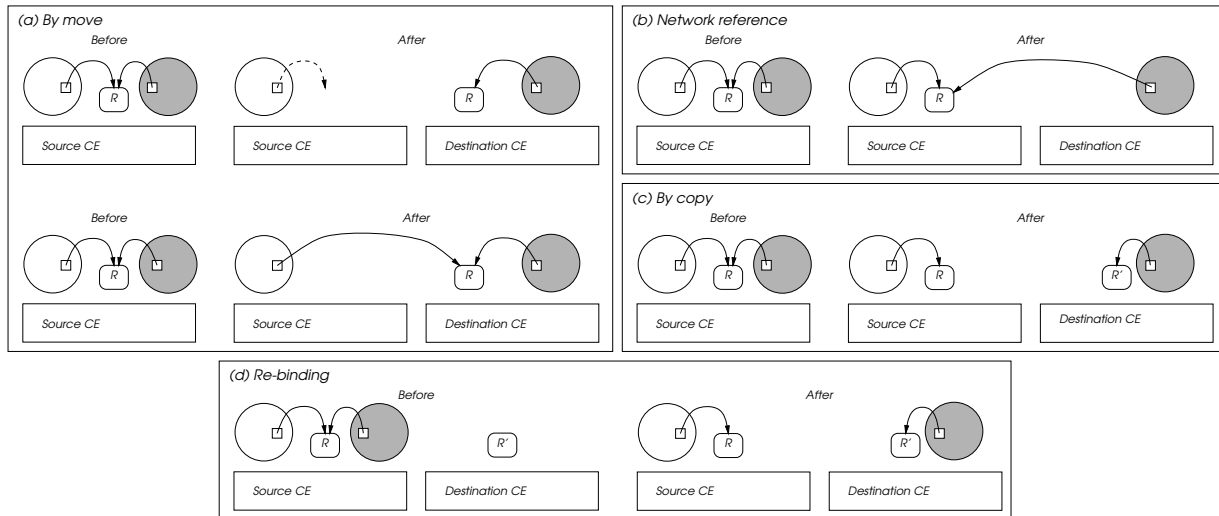 (a) By move
Before After
R R
Source CE Source CE Destination CE
Before After
R R
Source CE Source CE Destination CE
(b) Network reference
Before After
R R
Source CE Source CE Destination CE
(c) By copy
Before After
R R R'
Source CE Source CE Destination CE
(d) Re-binding
Before After
R R' R R'
Source CE Destination CE Source CE Destination CE